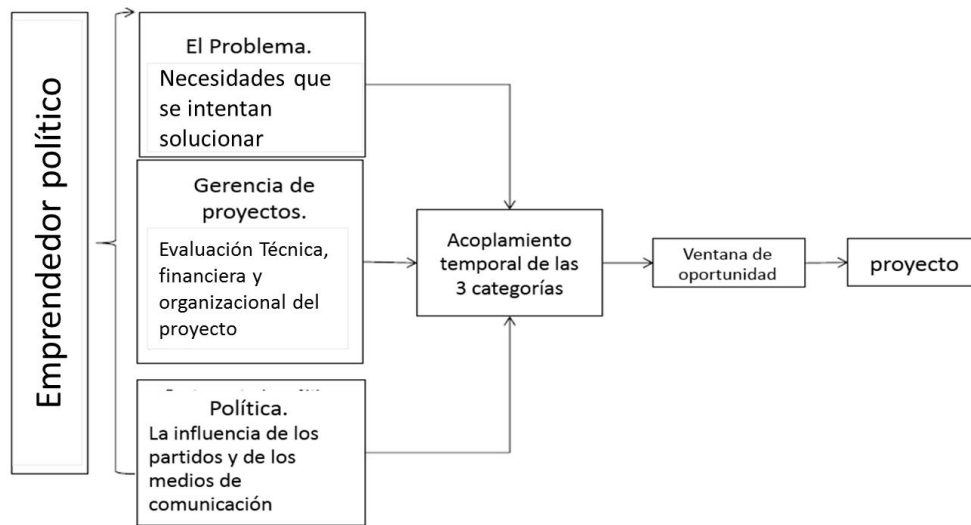 Emprendedor político
El Problema.
Necesidades que
se intentan
solucionar
Gerencia de
proyectos.
Evaluación Técnica,
financiera y
organizacional del
proyecto
Política.
La influencia de los
partidos y de los
medios de
comunicación
Acoplamiento
temporal de las
3 categorías
Ventana de
oportunidad
proyecto